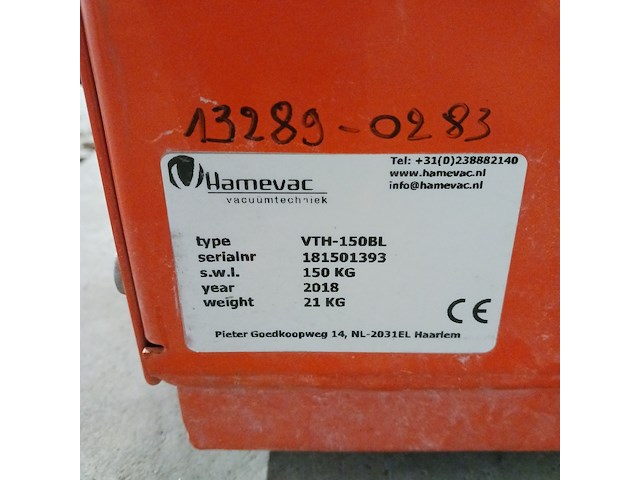 13289-0283
Hamevac
vacuümtechniek
Tel: +31(0)238882140
www.hamevac.nl
info@hamevac.nl
type VTH-150BL
serialnr 181501393
s.w.l. 150 KG
year 2018
weight 21 KG
CE
Pieter Goedkoopweg 14, NL-2031EL Haarlem